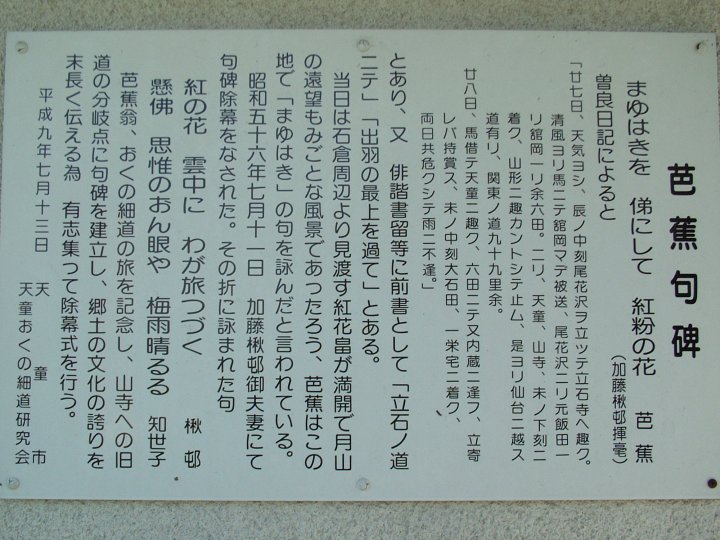 芭蕉句碑
まゆはきを　俤にして　紅粉の花　芭　蕉
（加藤楸邨揮毫）
曽良日記によると
「廿七日、天気ヨシ、辰ノ中刻尾花沢ヲ立ツテ立石寺へ趣ク。
清風ヨリ馬ニテ舘岡マデ被送、尾花沢ニリ元飯田一
リ舘岡一リ余六田。ニリ、天童、山寺、未ノ下刻ニ
着ク、山形ニ趣カントシテ止ム、是ヨリ仙台ニ越ス
道有リ、関東ノ道九十九里余。
廿八日、馬借テ天童ニ趣ク、六田ニテ又内蔵ニ逢フ、立寄
レバ持賞ス、未ノ中刻大石田、一栄宅ニ着ク、
両日共危クシテ雨ニ不逢。」
とあり、又　俳諧書留等に前書として「立石ノ道
ニテ」「出羽の最上を過て」とある。
当日は石倉周辺より見渡す紅花畠が満開で月山
の遠望もみごとな風景であったろう、芭蕉はこの
地で「まゆはき」の句を詠んだと言われている。
昭和五十六年七月十一日　加藤楸邨御夫妻にて
句碑除幕をなされた。その折に詠まれた句
紅の花　雲中に　わが旅つづく　楸　邨
懸佛　思惟のおん眼や　梅雨晴るる　知世子
芭蕉翁、おくの細道の旅を記念し、山寺への旧
道の分岐点に句碑を建立し、郷土の文化の誇りを
末長く伝える為　有志集つて除幕式を行う。
平成九年七月十三日　天　童　市
天童おくの細道研究会